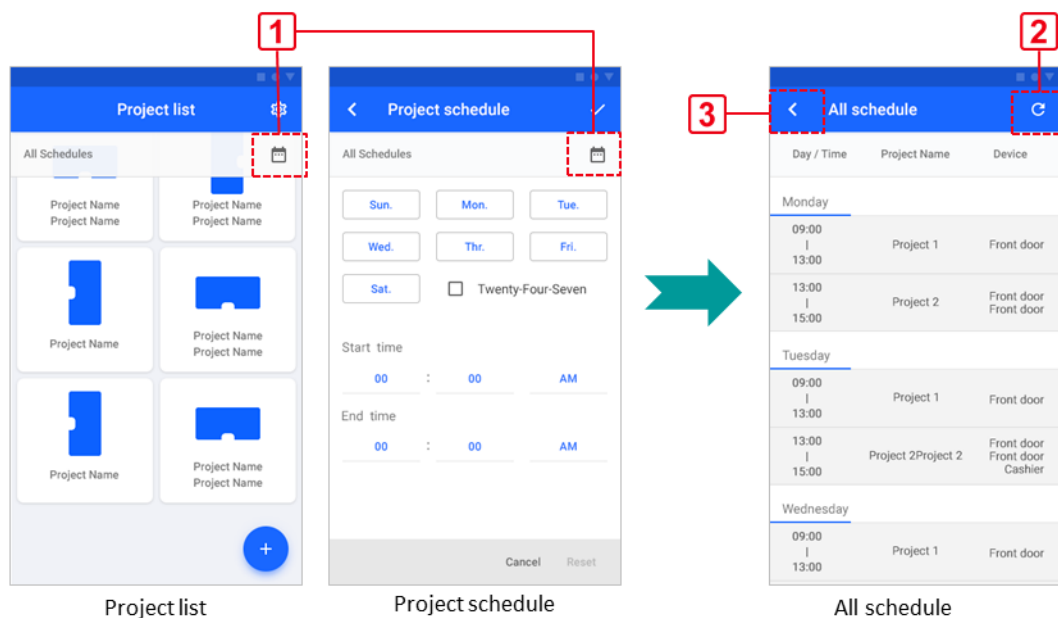 1
2
3
Project list
All Schedules
Project Name
Project Name
Project Name
Project Name
Project Name
Project Name
Project Name
Project Name
Project Name
Project Name
+
Project list
Project schedule
All Schedules
Sun.
Mon.
Tue.
Wed.
Thr.
Fri.
Sat.
Twenty-Four-Seven
Start time
00 : 00 AM
End time
00 : 00 AM
Cancel
Reset
Project schedule
All schedule
Day / Time
Project Name
Device
Monday
09:00
|
13:00
Project 1
Front door
13:00
|
15:00
Project 2
Front door
Front door
Tuesday
09:00
|
13:00
Project 1
Front door
13:00
|
15:00
Project 2Project 2
Front door
Front door
Cashier
Wednesday
09:00
|
13:00
Project 1
Front door
All schedule